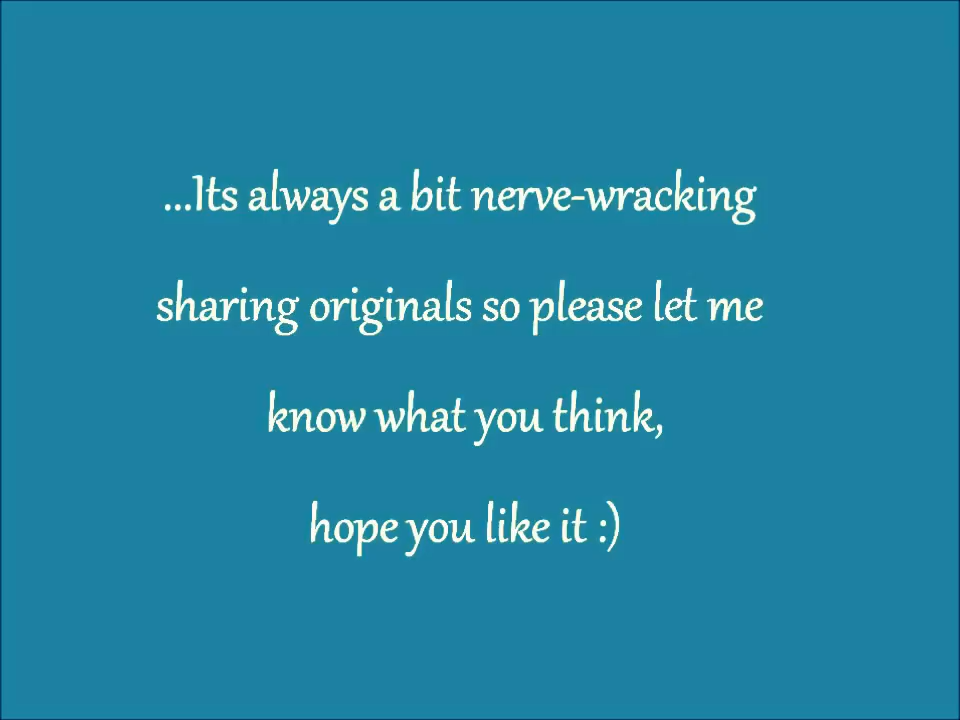 ...Its always a bit nerve-wracking
sharing originals so please let me
know what you think,
hope you like it :)